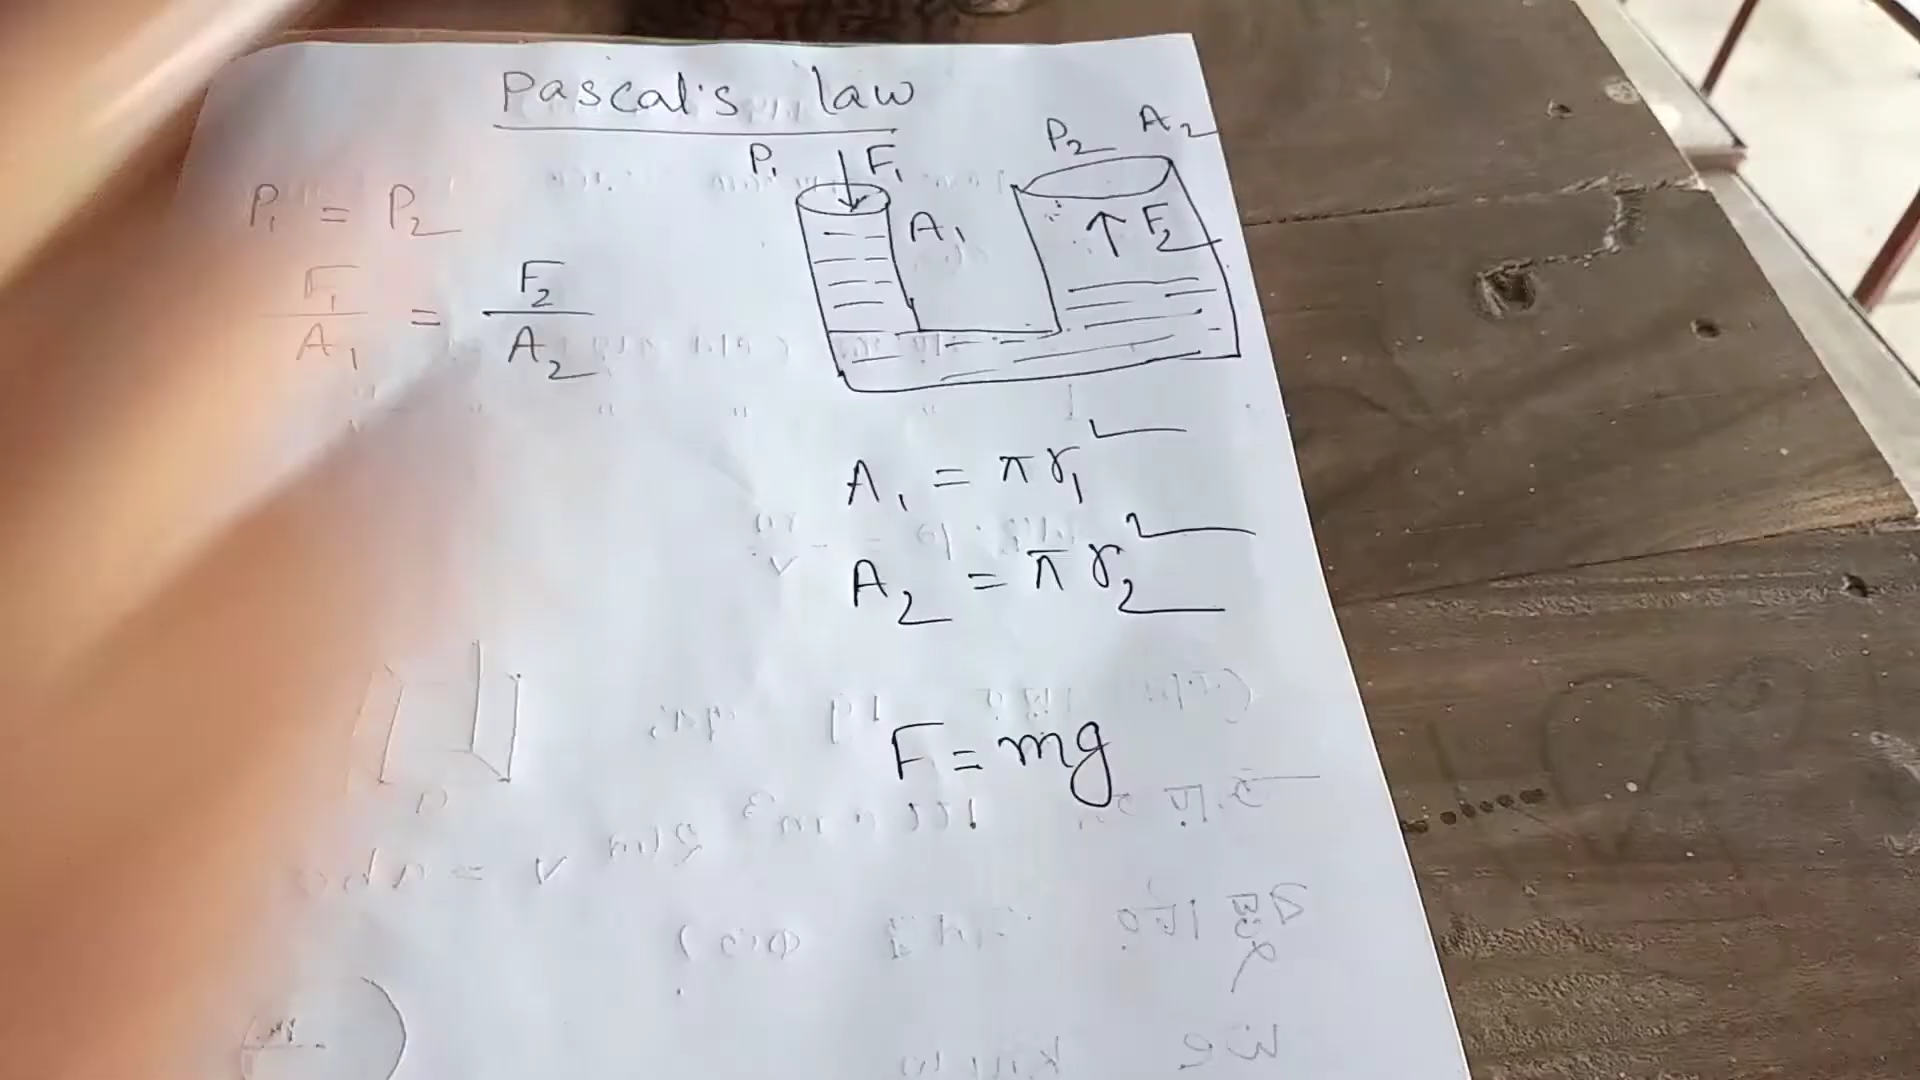 Pascal's law
P₁ F₁ P₂ A₂
P₁ = P₂
A₁ F₂
F₁/A₁ = F₂/A₂
A₁ = πr₁²
A₂ = πr₂²
F = mg